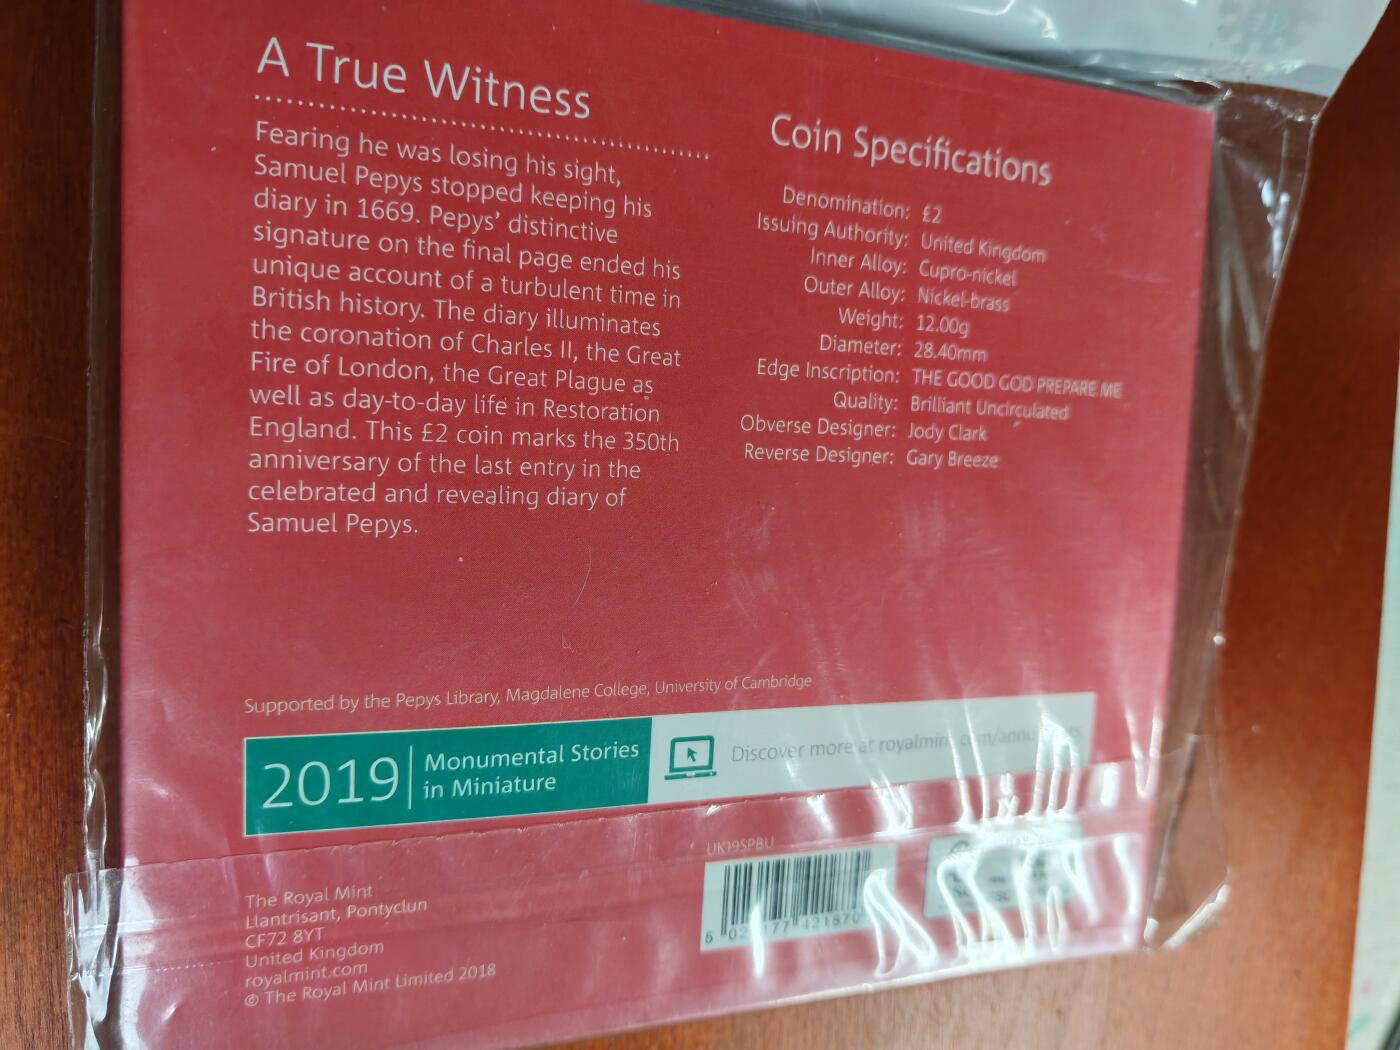 A True Witness
Fearing he was losing his sight,
Samuel Pepys stopped keeping his
diary in 1669. Pepys’ distinctive
signature on the final page ended his
unique account of a turbulent time in
British history. The diary illuminates
the coronation of Charles II, the Great
Fire of London, the Great Plague as
well as day-to-day life in Restoration
England. This £2 coin marks the 350th
anniversary of the last entry in the
celebrated and revealing diary of
Samuel Pepys.
Coin Specifications
Denomination: £2
Issuing Authority: United Kingdom
Inner Alloy: Cupro-nickel
Outer Alloy: Nickel-brass
Weight: 12.00g
Diameter: 28.40mm
Edge Inscription: THE GOOD GOD PREPARE ME
Quality: Brilliant Uncirculated
Obverse Designer: Jody Clark
Reverse Designer: Gary Breeze
Supported by the Pepys Library, Magdalene College, University of Cambridge
2019
Monumental Stories
in Miniature
Discover more at
UK19SPBU
The Royal Mint
Llantrisant, Pontyclun
CF72 8YT
United Kingdom
royalmint.com
© The Royal Mint Limited 2018